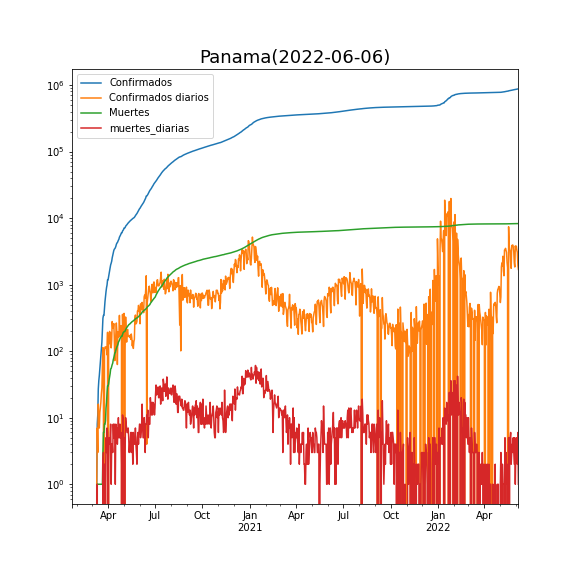 Panama(2022-06-06)
Confirmados
Confirmados diarios
Muertes
muertes_diarias
10⁶
10⁵
10⁴
10³
10²
10¹
10⁰
Apr Jul Oct Jan Apr Jul Oct Jan Apr
2021 2022